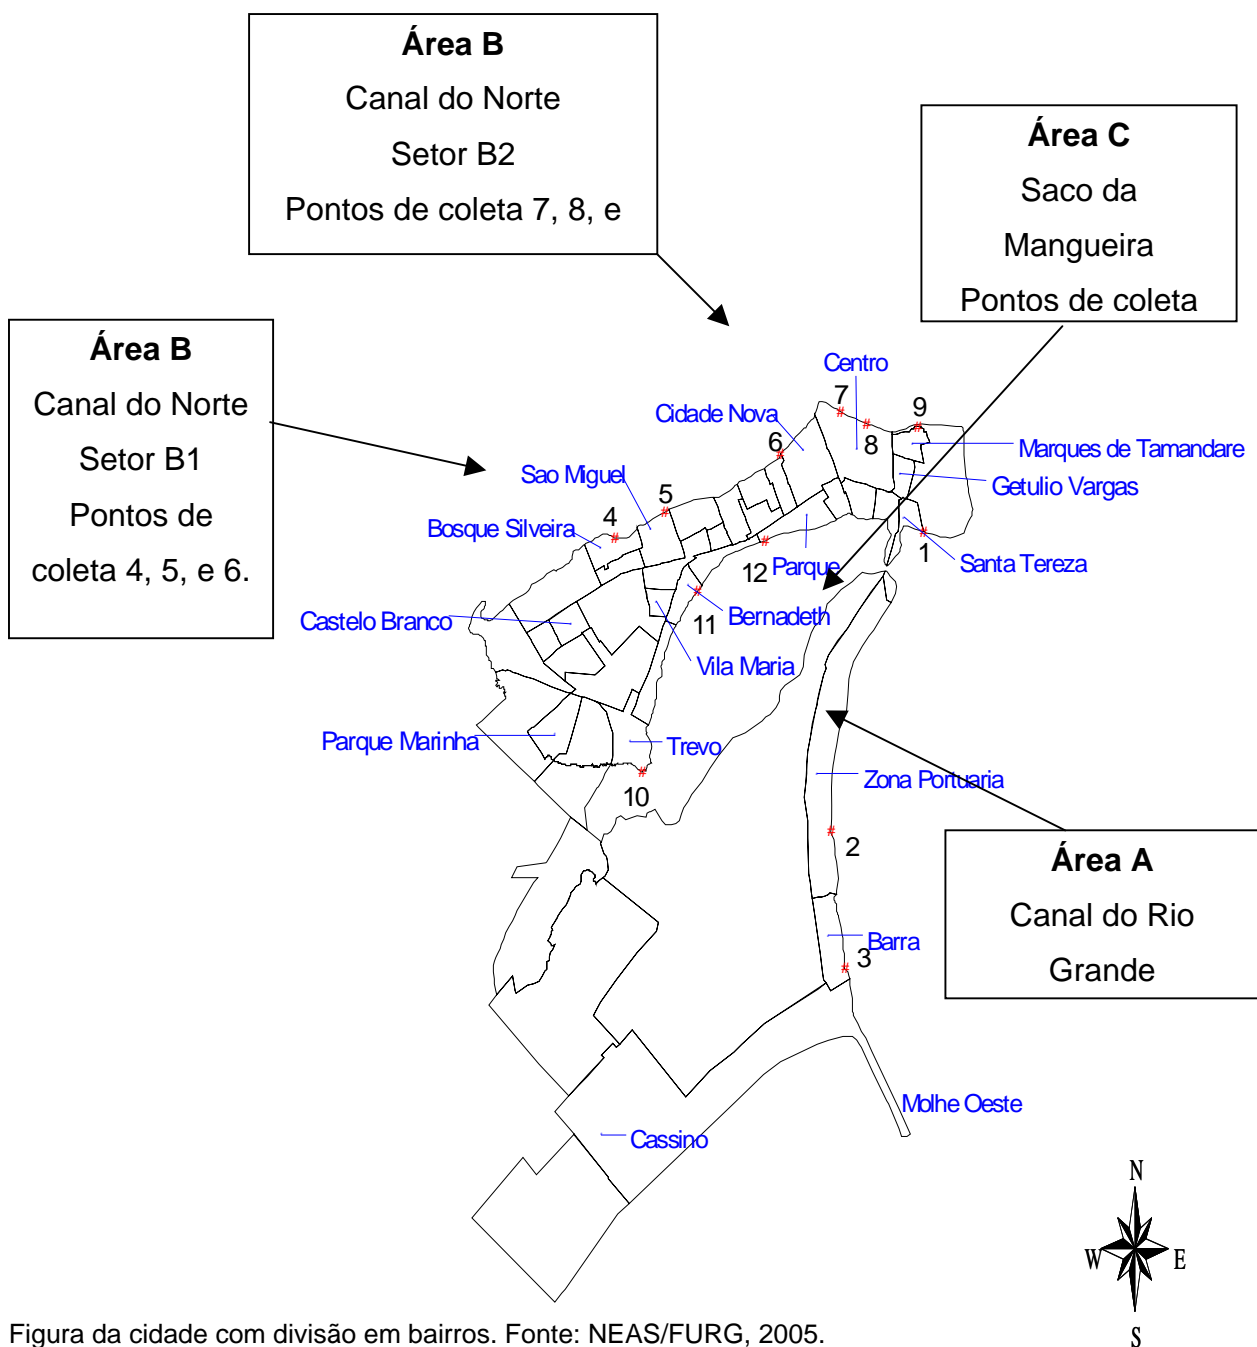 Área B
Canal do Norte
Setor B2
Pontos de coleta 7, 8, e
Área C
Saco da
Mangueira
Pontos de coleta
Área B
Canal do Norte
Setor B1
Pontos de
coleta 4, 5, e 6.
Centro
7
9
Cidade Nova
8
6
Marques de Tamandare
Sao Miguel
Getulio Vargas
5
4
Bosque Silveira
1
12
Parque
Santa Tereza
11
Bernadeth
Castelo Branco
Vila Maria
Parque Marinha
Trevo
10
Zona Portuaria
2
Área A
Canal do Rio
Grande
Barra
3
Molhe Oeste
Cassino
N
W
E
S
Figura da cidade com divisão em bairros. Fonte: NEAS/FURG, 2005.